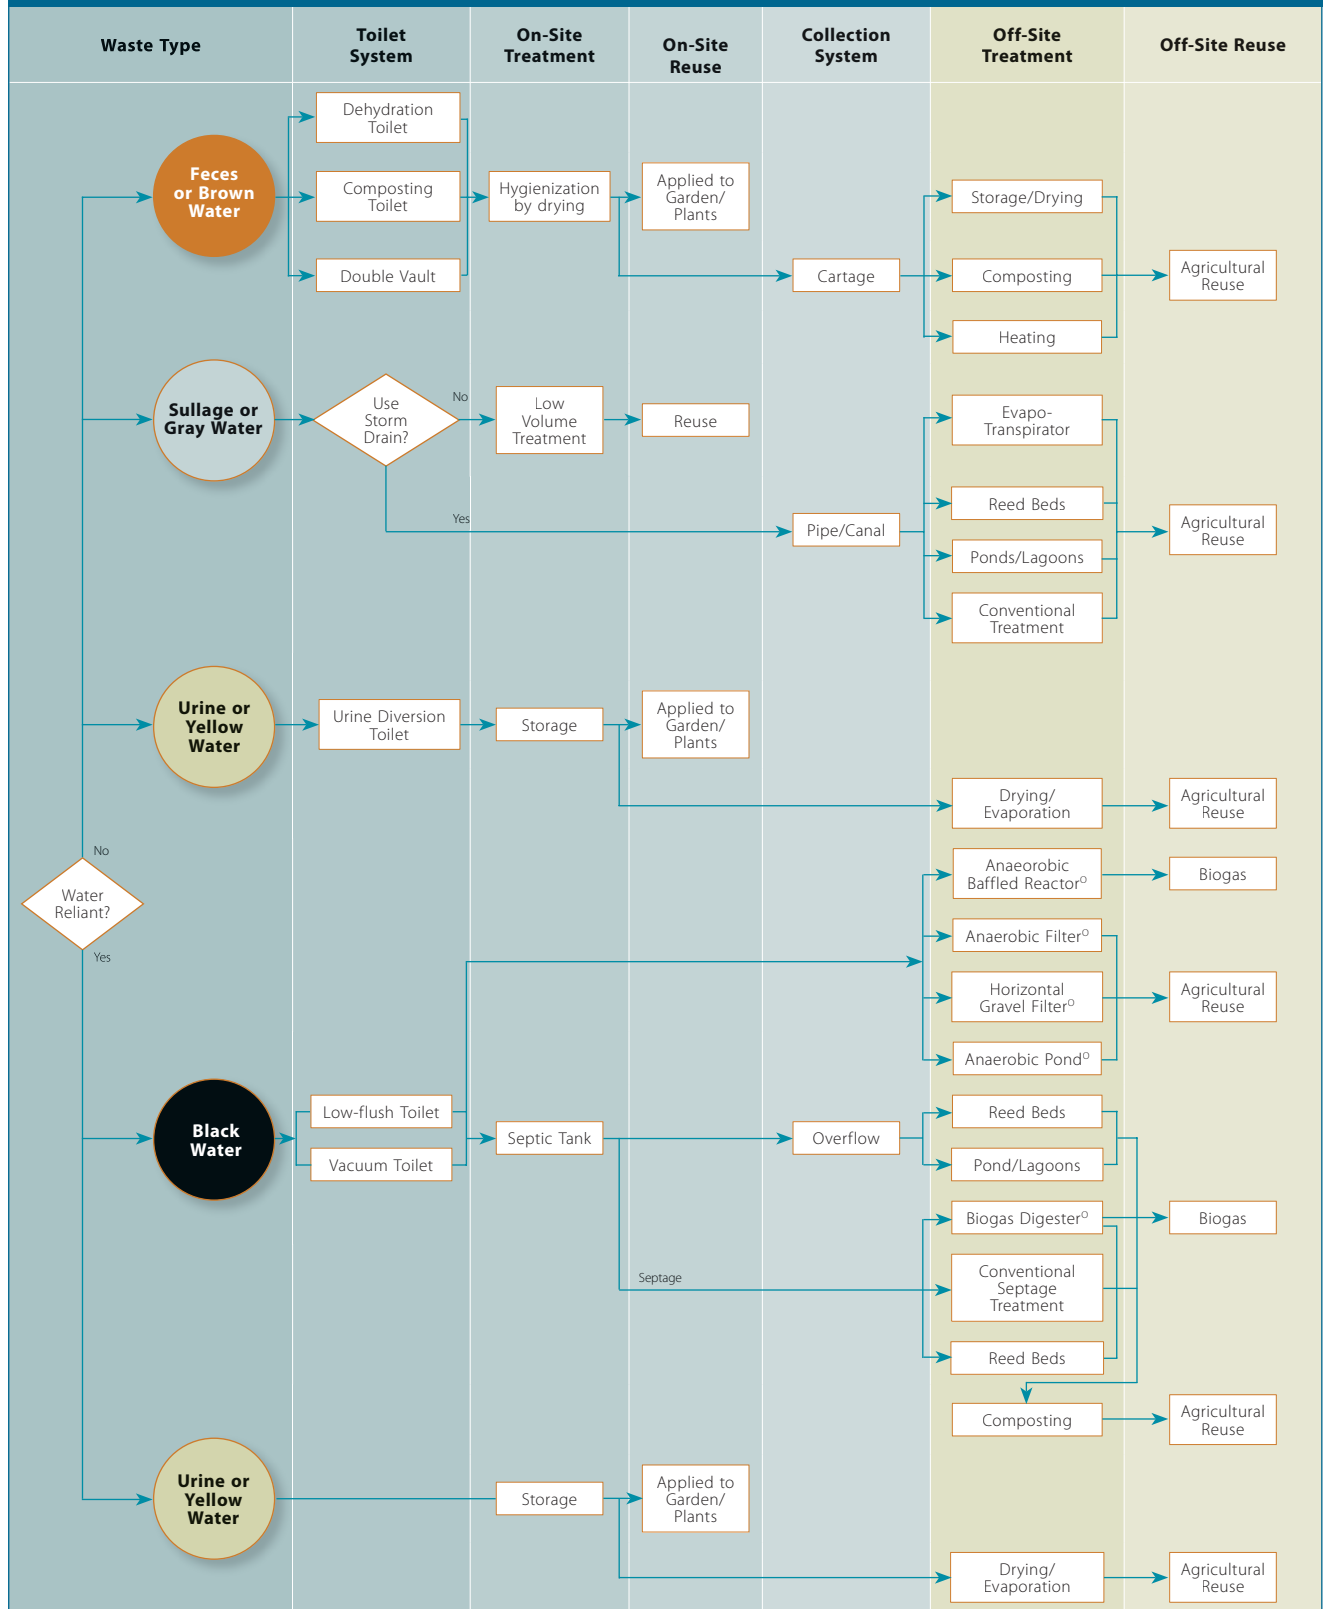 Waste Type
Toilet
System
On-Site
Treatment
On-Site
Reuse
Collection
System
Off-Site
Treatment
Off-Site Reuse
Feces
or Brown
Water
Dehydration
Toilet
Composting
Toilet
Double Vault
Hygienization
by drying
Applied to
Garden/
Plants
Cartage
Storage/Drying
Composting
Heating
Agricultural
Reuse
Sullage or
Gray Water
Use
Storm
Drain?
No
Yes
Low
Volume
Treatment
Reuse
Pipe/Canal
Evapo-
Transpirator
Reed Beds
Ponds/Lagoons
Conventional
Treatment
Agricultural
Reuse
Urine or
Yellow
Water
Urine Diversion
Toilet
Storage
Applied to
Garden/
Plants
Drying/
Evaporation
Agricultural
Reuse
No
Water
Reliant?
Yes
Anaeorobic
Baffled ReactorO
Biogas
Anaerobic FilterO
Horizontal
Gravel FilterO
Anaerobic PondO
Agricultural
Reuse
Black
Water
Low-flush Toilet
Vacuum Toilet
Septic Tank
Overflow
Reed Beds
Pond/Lagoons
Septage
Biogas DigesterO
Biogas
Conventional
Septage
Treatment
Reed Beds
Composting
Agricultural
Reuse
Urine or
Yellow
Water
Storage
Applied to
Garden/
Plants
Drying/
Evaporation
Agricultural
Reuse